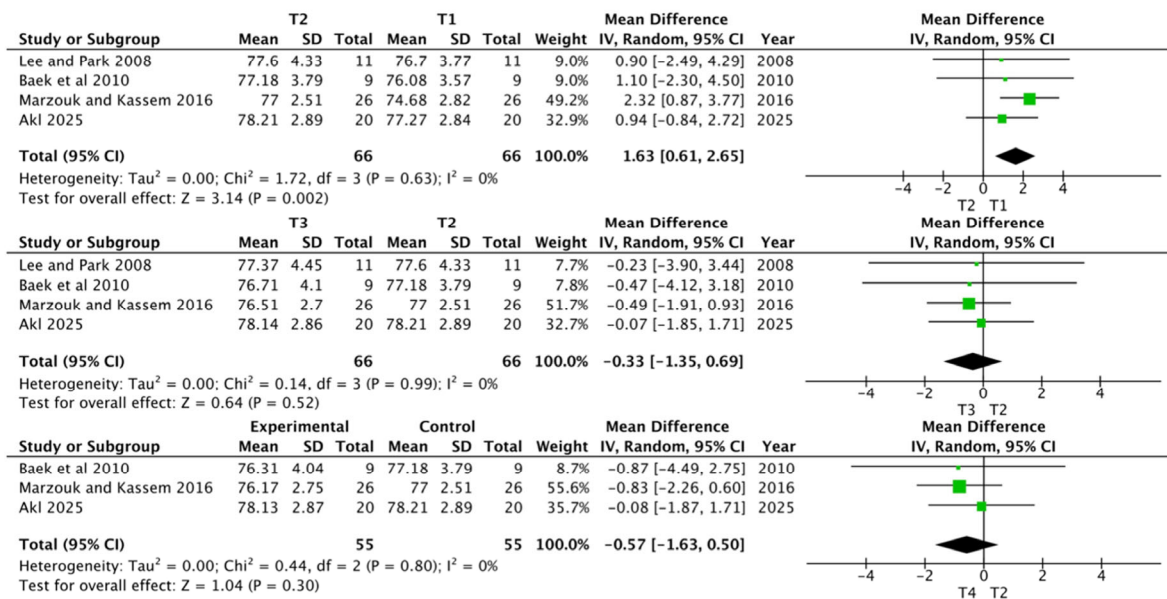 T2 T1 Mean Difference Mean Difference
Study or Subgroup Mean SD Total Mean SD Total Weight IV, Random, 95% CI Year IV, Random, 95% CI
Lee and Park 2008 77.6 4.33 11 76.7 3.77 11 9.0% 0.90 [−2.49, 4.29] 2008
Baek et al 2010 77.18 3.79 9 76.08 3.57 9 9.0% 1.10 [−2.30, 4.50] 2010
Marzouk and Kassem 2016 77 2.51 26 74.68 2.82 26 49.2% 2.32 [0.87, 3.77] 2016
Akl 2025 78.21 2.89 20 77.27 2.84 20 32.9% 0.94 [−0.84, 2.72] 2025
Total (95% CI) 66 66 100.0% 1.63 [0.61, 2.65]
Heterogeneity: Tau² = 0.00; Chi² = 1.72, df = 3 (P = 0.63); I² = 0%
Test for overall effect: Z = 3.14 (P = 0.002)
−4 −2 0 2 4
T2 T1
T3 T2 Mean Difference Mean Difference
Study or Subgroup Mean SD Total Mean SD Total Weight IV, Random, 95% CI Year IV, Random, 95% CI
Lee and Park 2008 77.37 4.45 11 77.6 4.33 11 7.7% −0.23 [−3.90, 3.44] 2008
Baek et al 2010 76.71 4.1 9 77.18 3.79 9 7.8% −0.47 [−4.12, 3.18] 2010
Marzouk and Kassem 2016 76.51 2.7 26 77 2.51 26 51.7% −0.49 [−1.91, 0.93] 2016
Akl 2025 78.14 2.86 20 78.21 2.89 20 32.7% −0.07 [−1.85, 1.71] 2025
Total (95% CI) 66 66 100.0% −0.33 [−1.35, 0.69]
Heterogeneity: Tau² = 0.00; Chi² = 0.14, df = 3 (P = 0.99); I² = 0%
Test for overall effect: Z = 0.64 (P = 0.52)
−4 −2 0 2 4
T3 T2
Experimental Control Mean Difference Mean Difference
Study or Subgroup Mean SD Total Mean SD Total Weight IV, Random, 95% CI Year IV, Random, 95% CI
Baek et al 2010 76.31 4.04 9 77.18 3.79 9 8.7% −0.87 [−4.49, 2.75] 2010
Marzouk and Kassem 2016 76.17 2.75 26 77 2.51 26 55.6% −0.83 [−2.26, 0.60] 2016
Akl 2025 78.13 2.87 20 78.21 2.89 20 35.7% −0.08 [−1.87, 1.71] 2025
Total (95% CI) 55 55 100.0% −0.57 [−1.63, 0.50]
Heterogeneity: Tau² = 0.00; Chi² = 0.44, df = 2 (P = 0.80); I² = 0%
Test for overall effect: Z = 1.04 (P = 0.30)
−4 −2 0 2 4
T4 T2